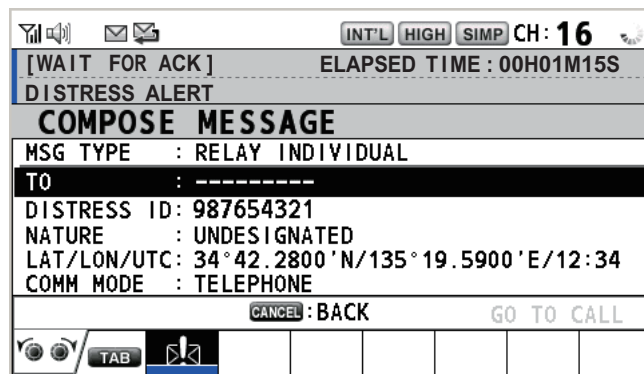 INT'L HIGH SIMP CH: 16
[WAIT FOR ACK] ELAPSED TIME : 00H01M15S
DISTRESS ALERT
COMPOSE MESSAGE
MSG TYPE : RELAY INDIVIDUAL
TO : ---------
DISTRESS ID: 987654321
NATURE : UNDESIGNATED
LAT/LON/UTC: 34°42.2800'N/135°19.5900'E/12:34
COMM MODE : TELEPHONE
CANCEL : BACK GO TO CALL
TAB